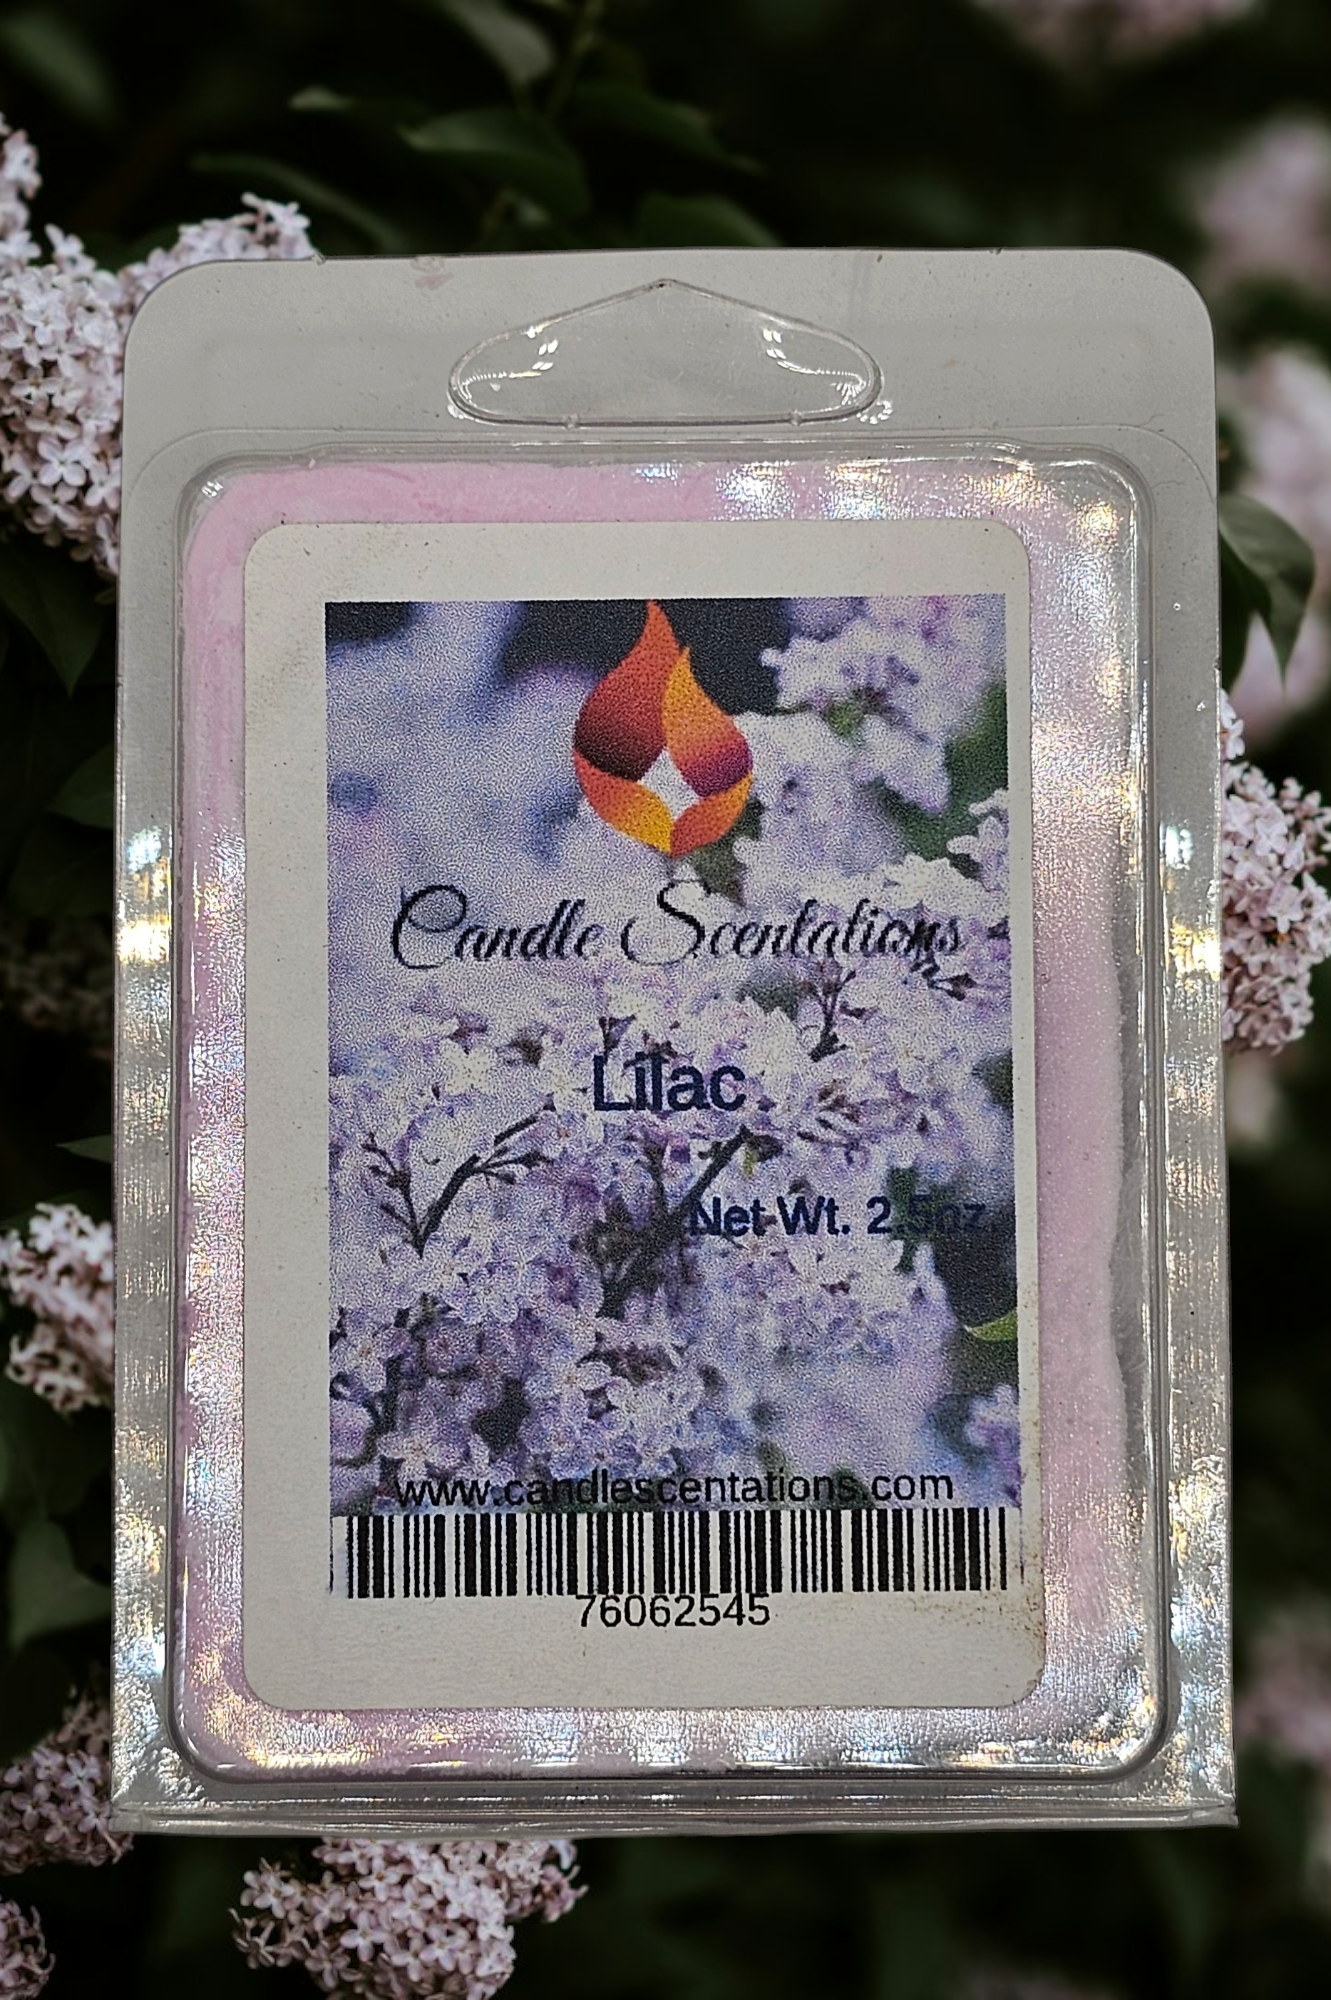 Candle Scentations
Lilac
Net Wt. 2.5oz
www.candlescentations.com
76062545